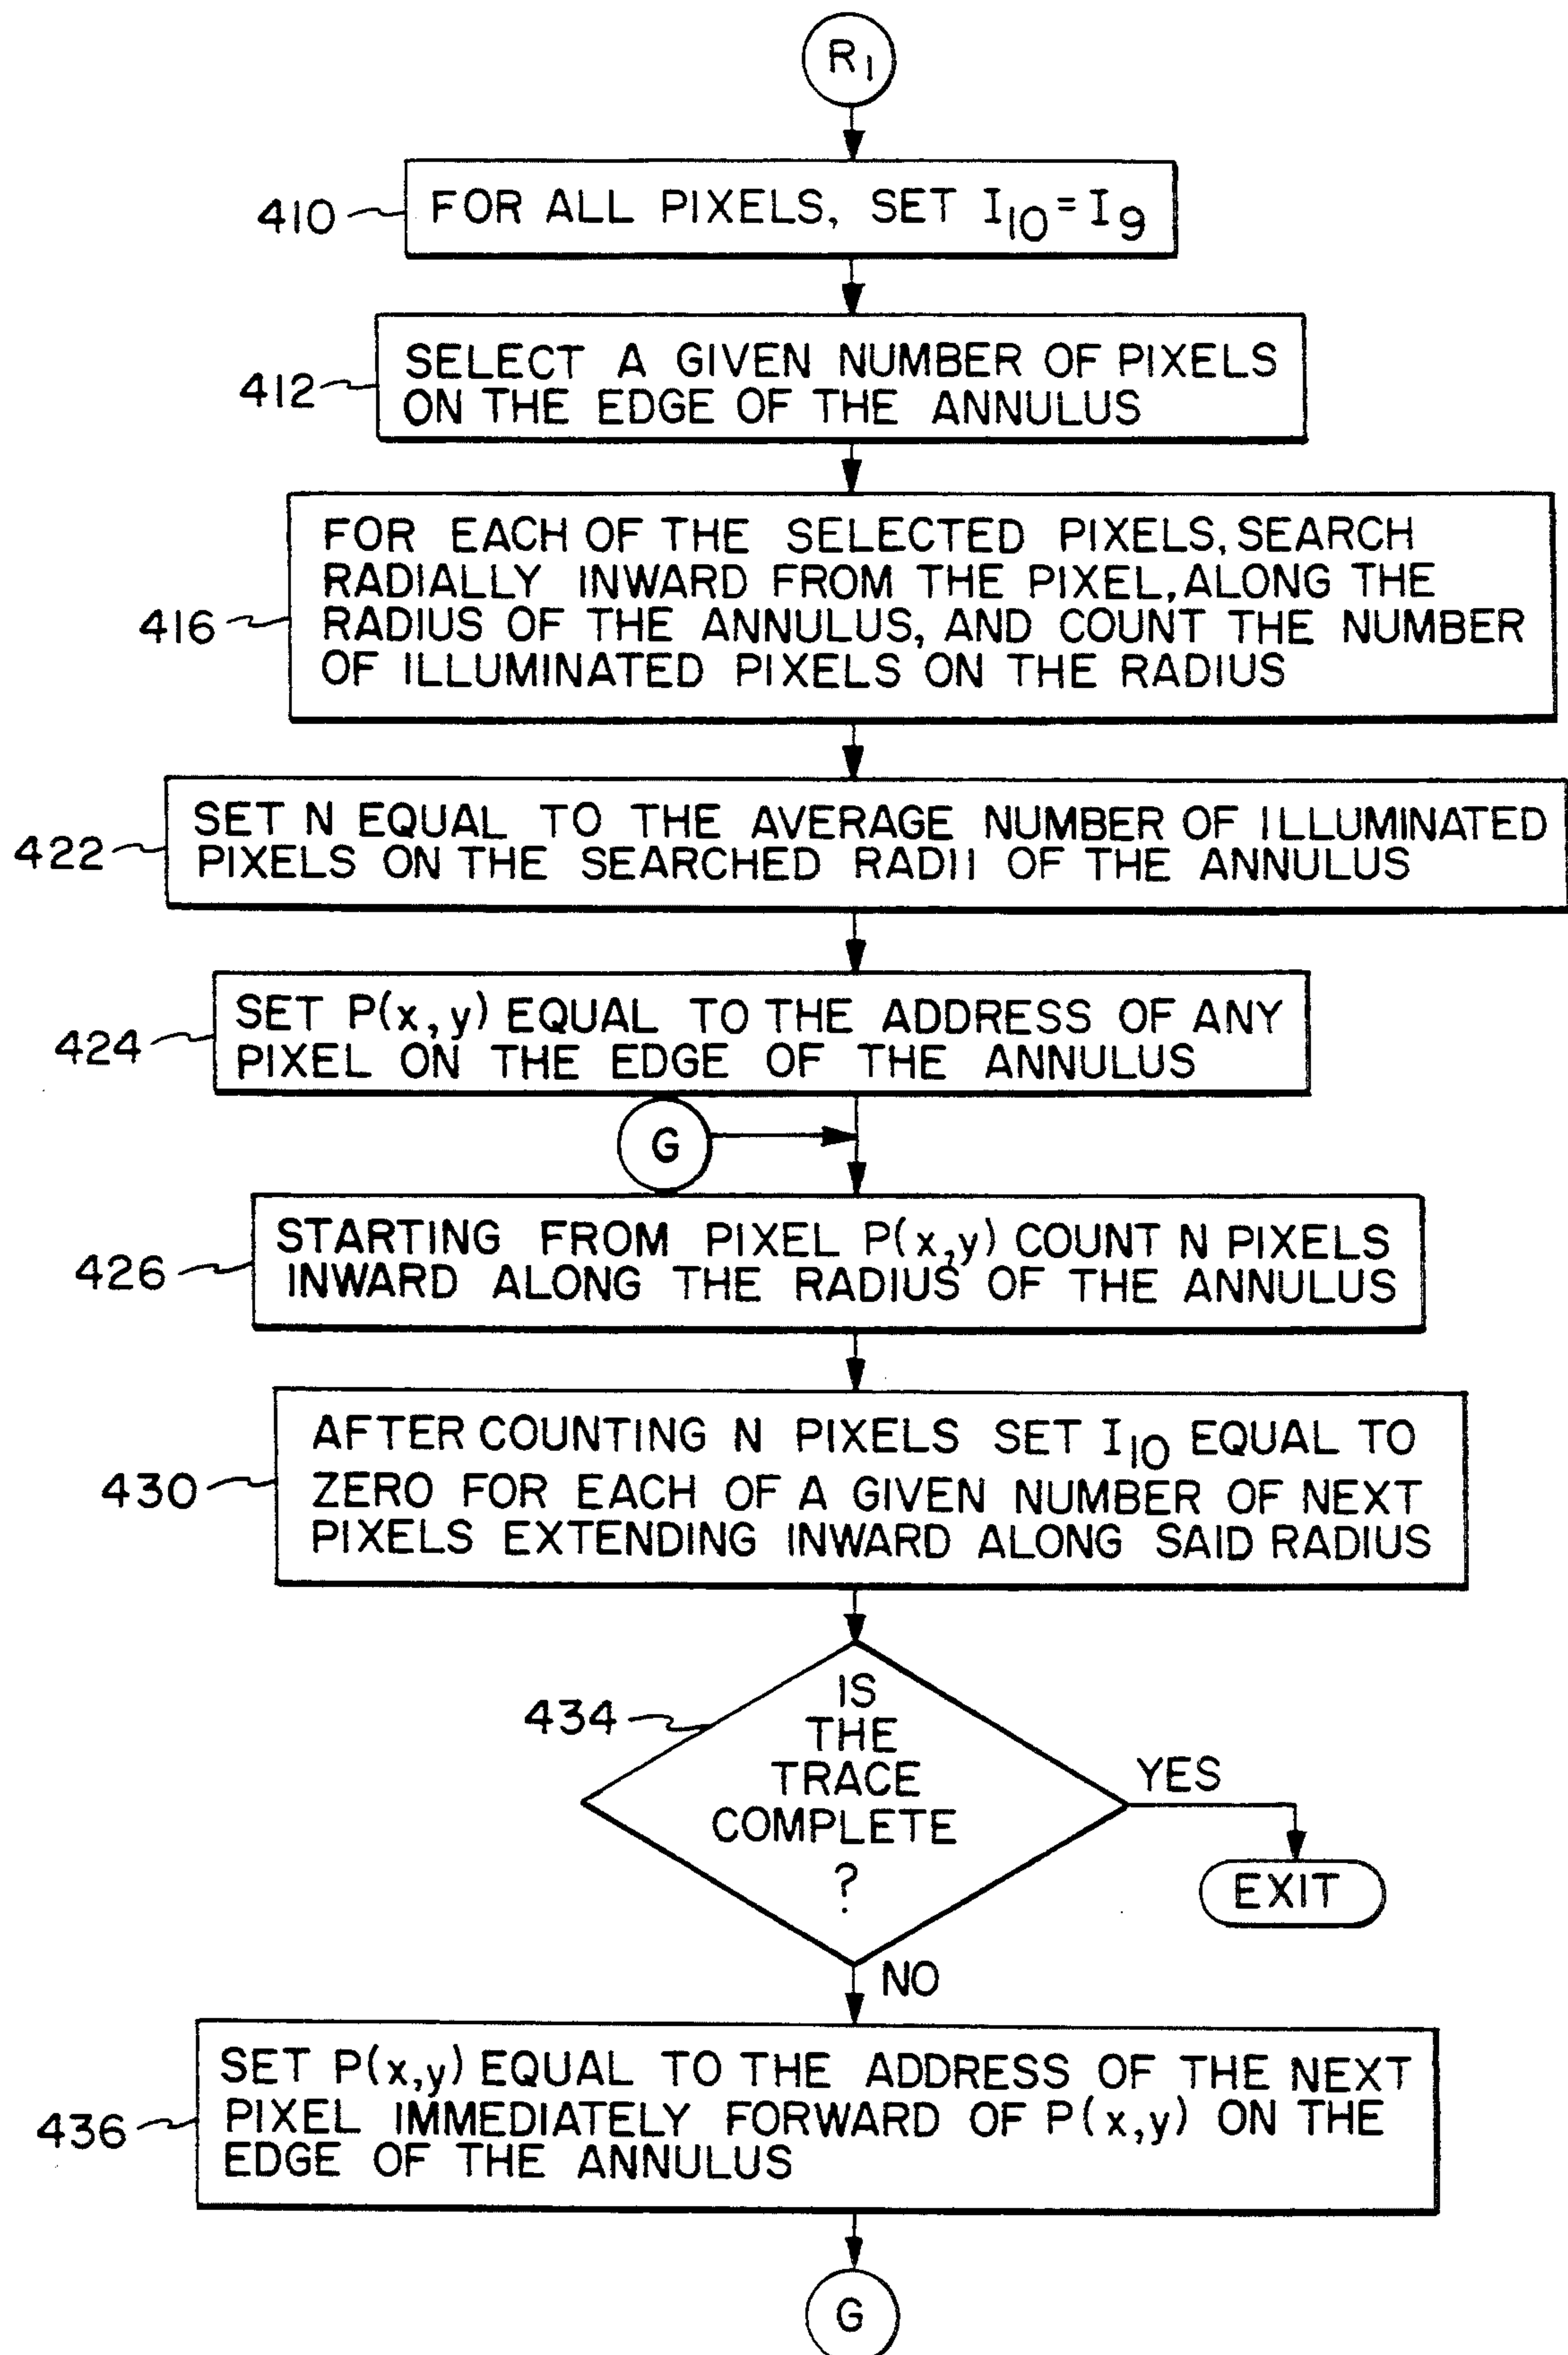 R1
410
FOR ALL PIXELS, SET I10=I9
412
SELECT A GIVEN NUMBER OF PIXELS
ON THE EDGE OF THE ANNULUS
416
FOR EACH OF THE SELECTED PIXELS, SEARCH
RADIALLY INWARD FROM THE PIXEL, ALONG THE
RADIUS OF THE ANNULUS, AND COUNT THE NUMBER
OF ILLUMINATED PIXELS ON THE RADIUS
422
SET N EQUAL TO THE AVERAGE NUMBER OF ILLUMINATED
PIXELS ON THE SEARCHED RADII OF THE ANNULUS
424
SET P(x,y) EQUAL TO THE ADDRESS OF ANY
PIXEL ON THE EDGE OF THE ANNULUS
G
426
STARTING FROM PIXEL P(x,y) COUNT N PIXELS
INWARD ALONG THE RADIUS OF THE ANNULUS
430
AFTER COUNTING N PIXELS SET I10 EQUAL TO
ZERO FOR EACH OF A GIVEN NUMBER OF NEXT
PIXELS EXTENDING INWARD ALONG SAID RADIUS
434
IS
THE
TRACE
COMPLETE
?
YES
EXIT
NO
436
SET P(x,y) EQUAL TO THE ADDRESS OF THE NEXT
PIXEL IMMEDIATELY FORWARD OF P(x,y) ON THE
EDGE OF THE ANNULUS
G